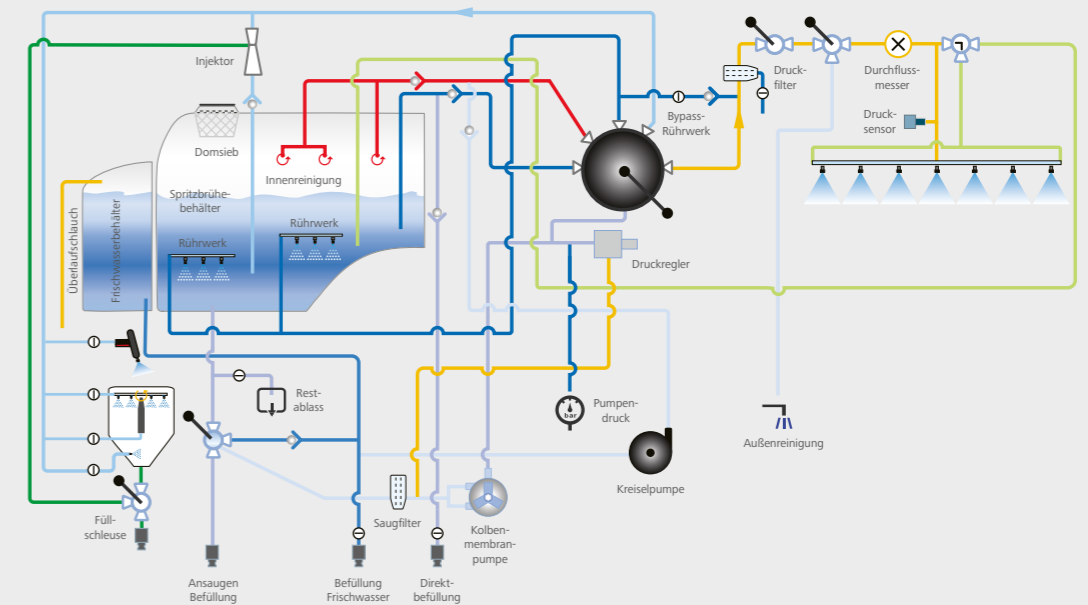 Injektor
Domsieb
Spritzbrühe-
behälter
Innenreinigung
Rührwerk
Rührwerk
Überlaufschlauch
Frischwasserbehälter
Bypass-
Rührwerk
Druck-
filter
Durchfluss-
messer
Druck-
sensor
Druckregler
Rest-
ablass
bar
Pumpen-
druck
Kreiselpumpe
Außenreinigung
Saugfilter
Kolben-
membran-
pumpe
Füll-
schleuse
Ansaugen
Befüllung
Befüllung
Frischwasser
Direkt-
befüllung